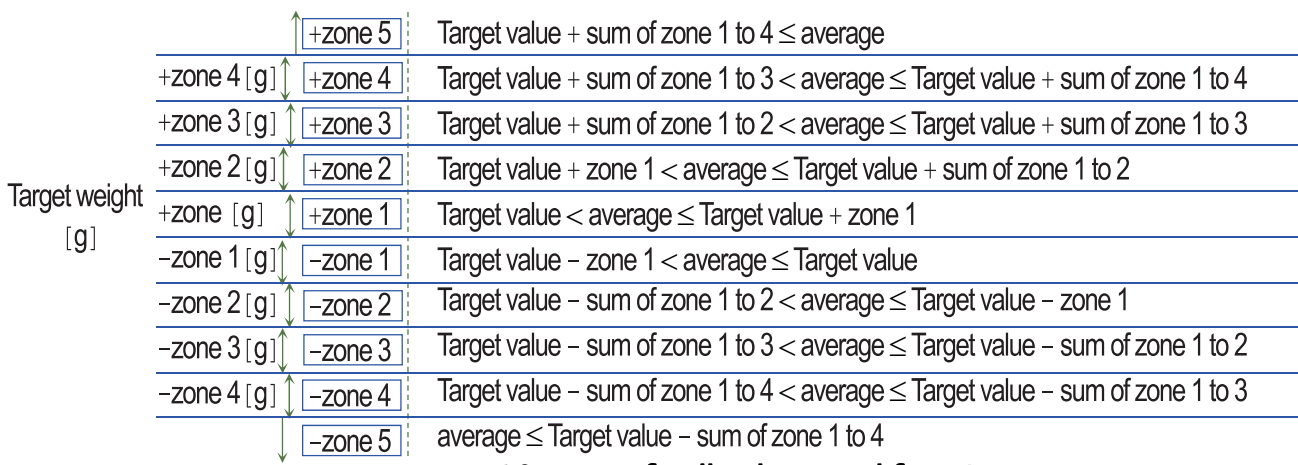 +zone 5 Target value + sum of zone 1 to 4 ≤ average
+zone 4 [g] +zone 4 Target value + sum of zone 1 to 3 < average ≤ Target value + sum of zone 1 to 4
+zone 3 [g] +zone 3 Target value + sum of zone 1 to 2 < average ≤ Target value + sum of zone 1 to 3
+zone 2 [g] +zone 2 Target value + zone 1 < average ≤ Target value + sum of zone 1 to 2
Target weight
[g]
+zone [g] +zone 1 Target value < average ≤ Target value + zone 1
−zone 1 [g] −zone 1 Target value − zone 1 < average ≤ Target value
−zone 2 [g] −zone 2 Target value − sum of zone 1 to 2 < average ≤ Target value − zone 1
−zone 3 [g] −zone 3 Target value − sum of zone 1 to 3 < average ≤ Target value − sum of zone 1 to 2
−zone 4 [g] −zone 4 Target value − sum of zone 1 to 4 < average ≤ Target value − sum of zone 1 to 3
−zone 5 average ≤ Target value − sum of zone 1 to 4